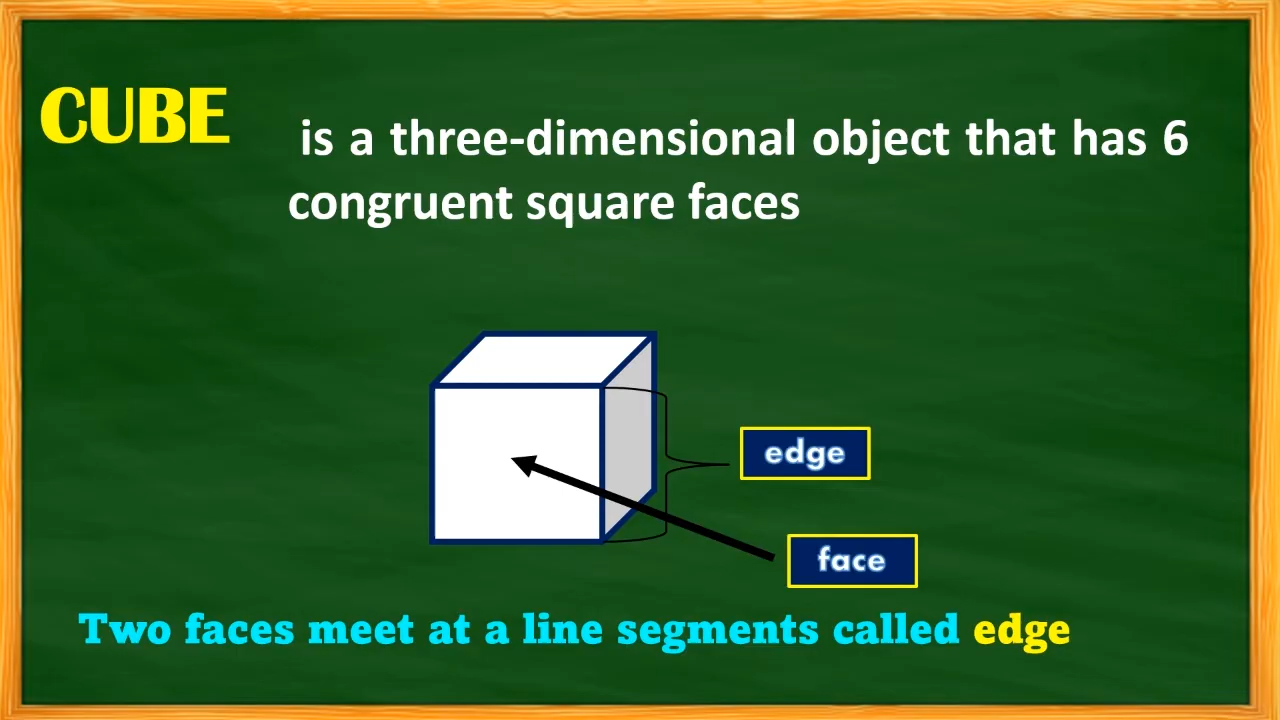 CUBE
is a three-dimensional object that has 6
congruent square faces
edge
face
Two faces meet at a line segments called edge